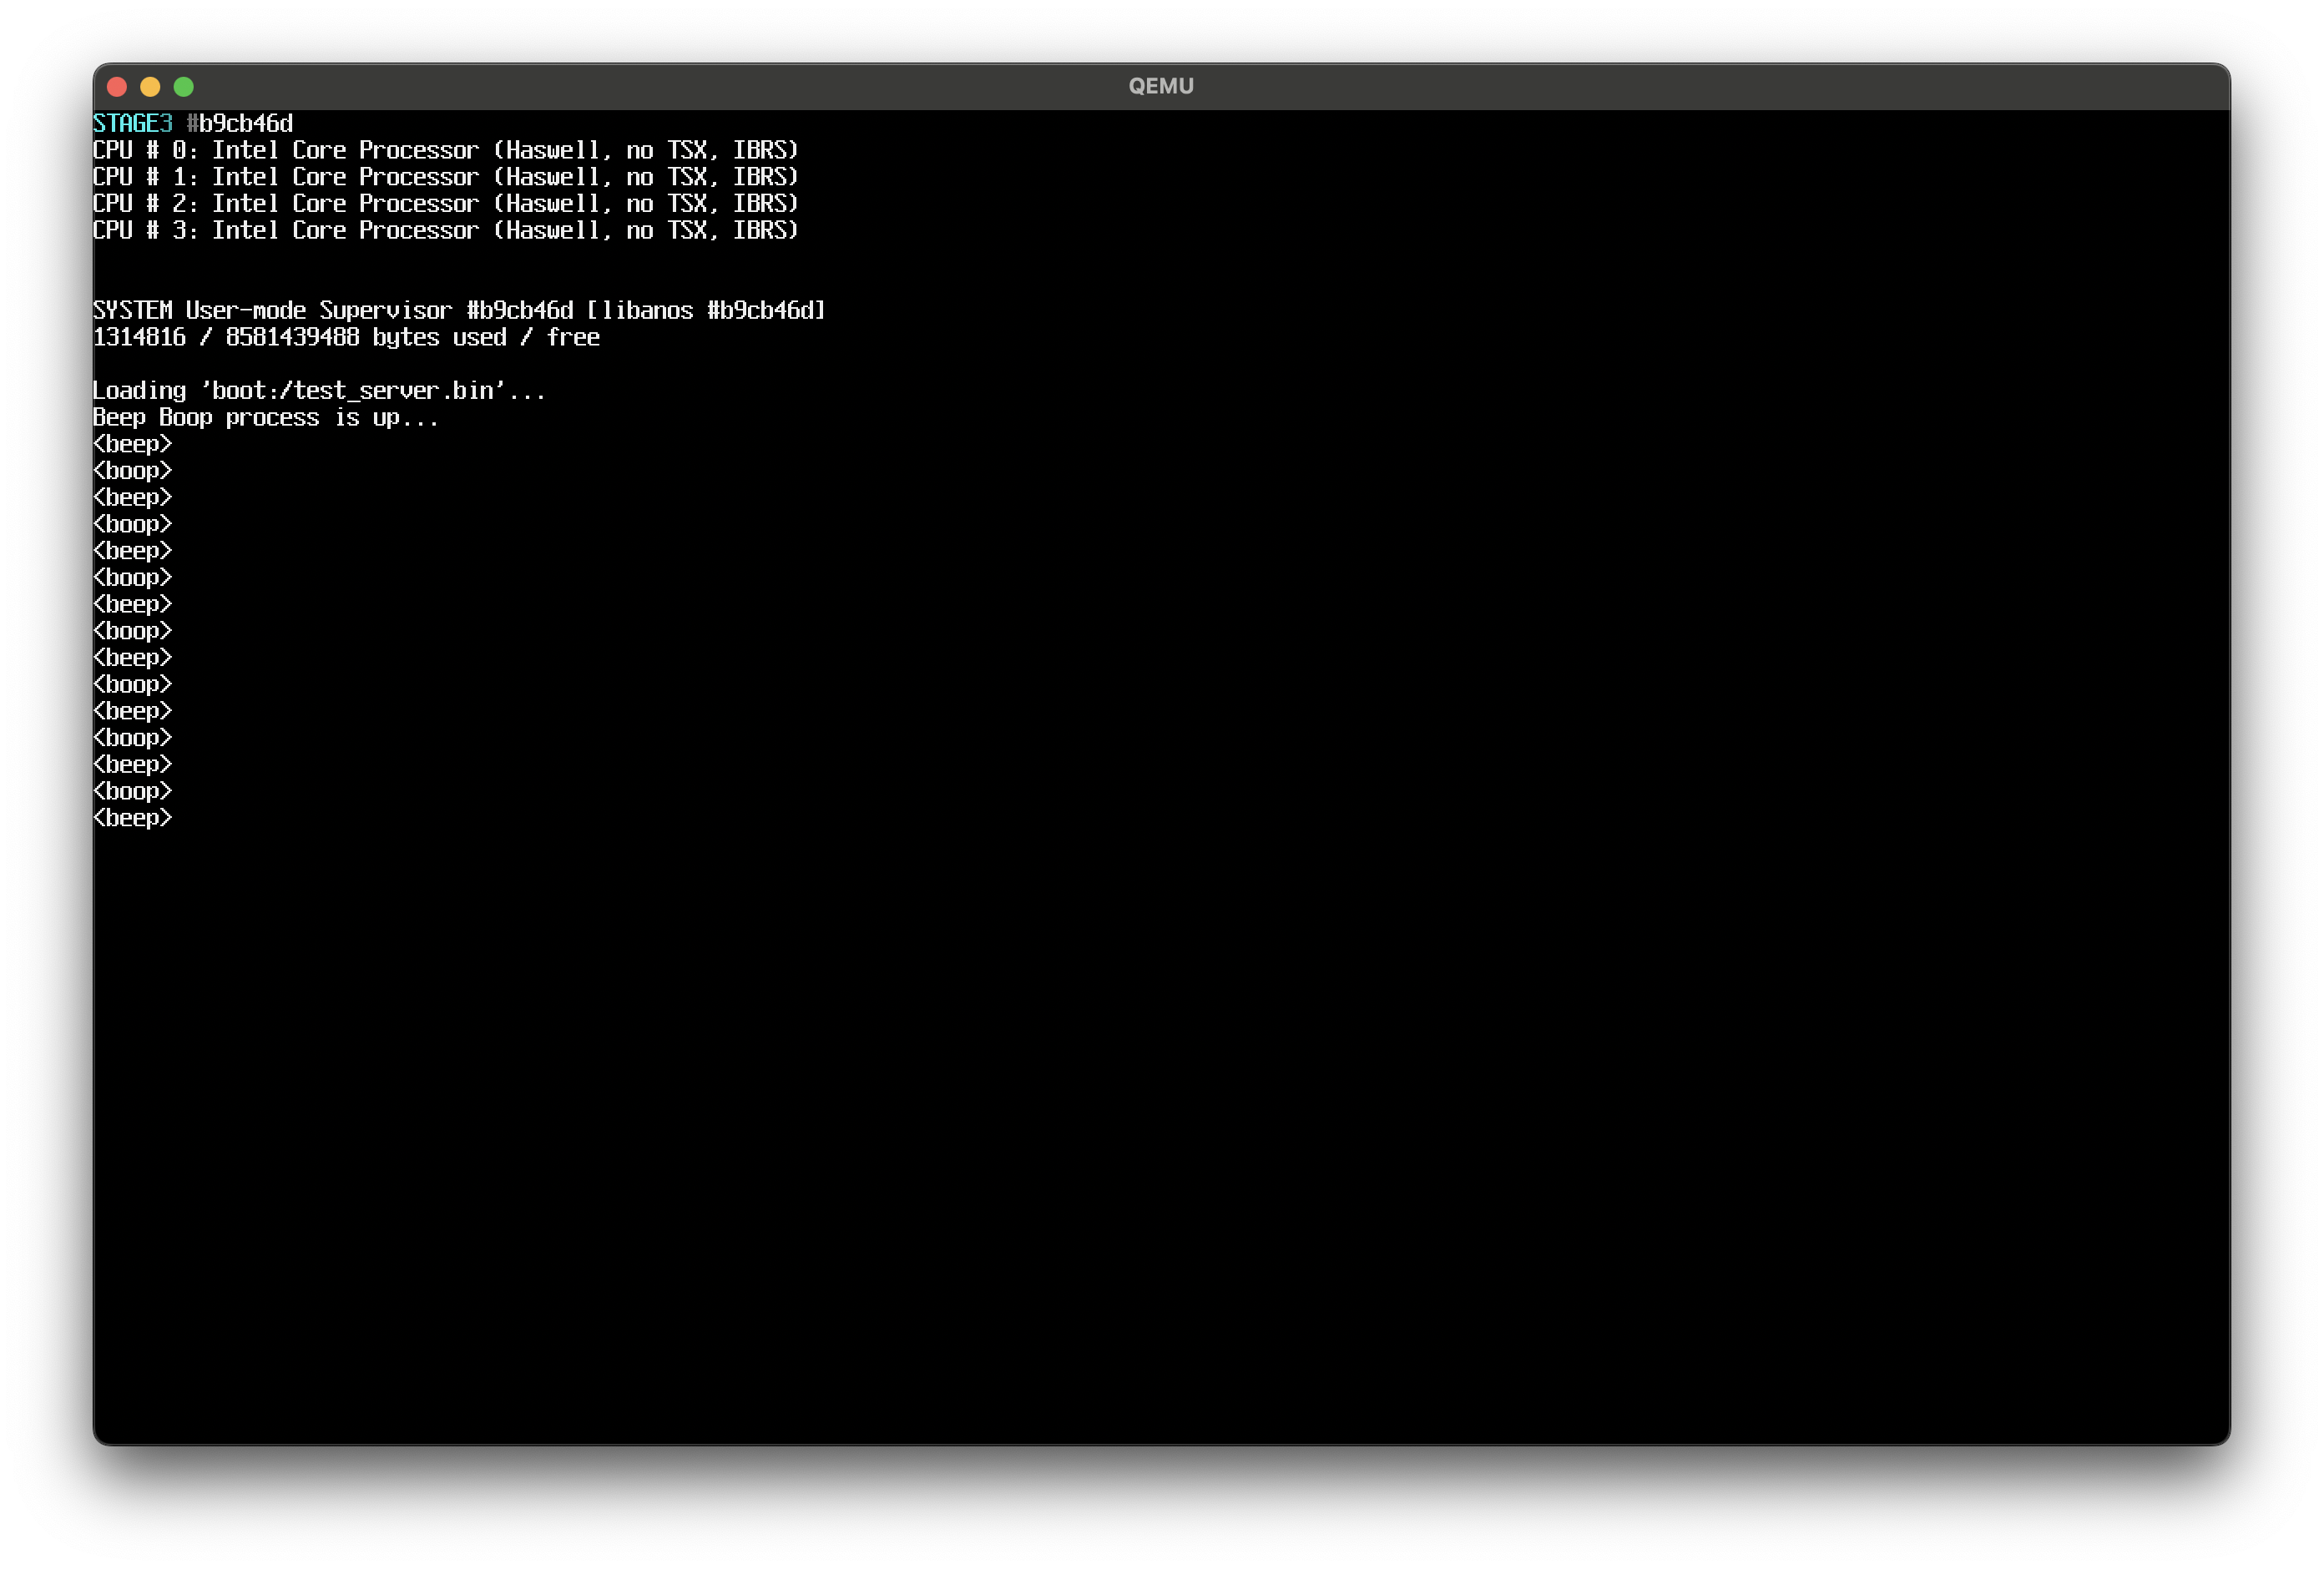 QEMU
STAGE3 #b9cb46d
CPU # 0: Intel Core Processor (Haswell, no TSX, IBRS)
CPU # 1: Intel Core Processor (Haswell, no TSX, IBRS)
CPU # 2: Intel Core Processor (Haswell, no TSX, IBRS)
CPU # 3: Intel Core Processor (Haswell, no TSX, IBRS)
SYSTEM User-mode Supervisor #b9cb46d [libanos #b9cb46d]
1314816 / 8581439488 bytes used / free
Loading 'boot:/test_server.bin'...
Beep Boop process is up...
<beep>
<boop>
<beep>
<boop>
<beep>
<boop>
<beep>
<boop>
<beep>
<boop>
<beep>
<boop>
<beep>
<boop>
<beep>